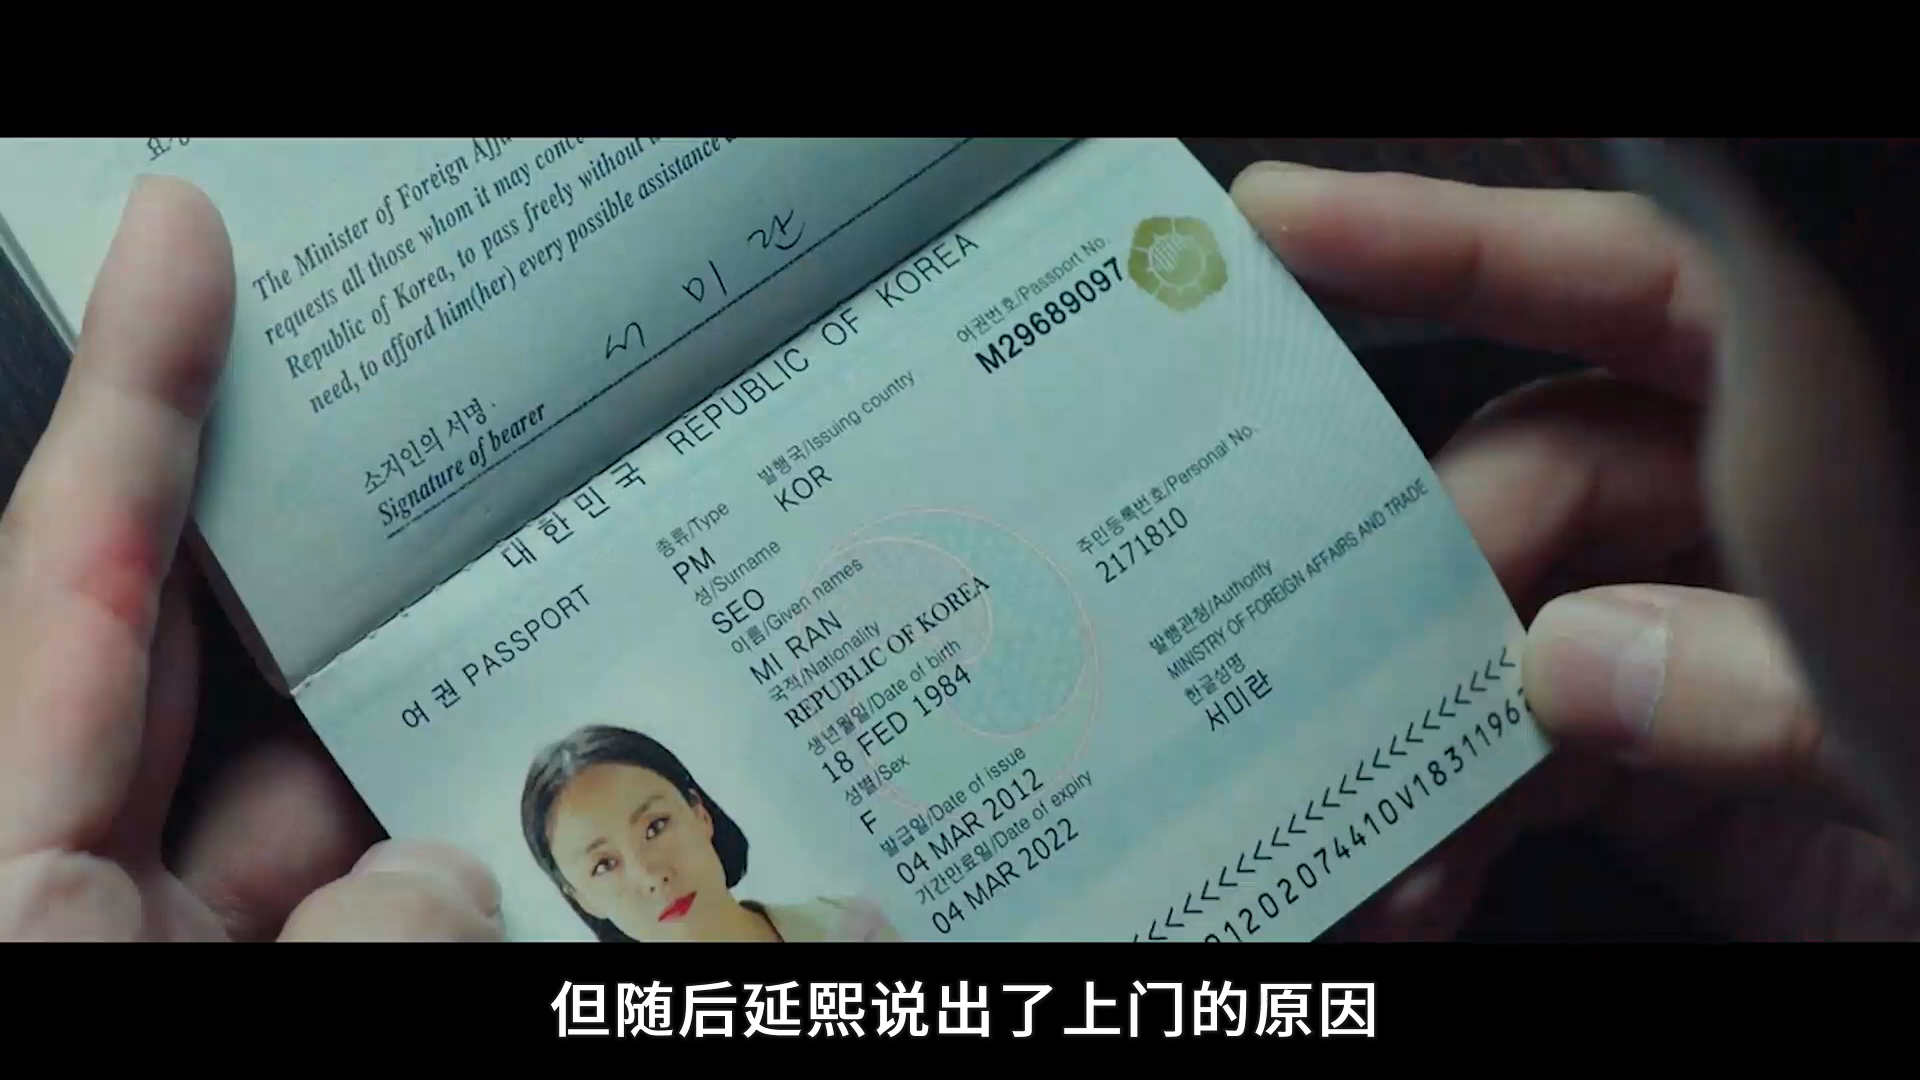 The Minister of Foreign
requests all those whom it may
Republic of Korea, to pass freely without
need, to afford him(her) every possible assistance
서 미 란
소지인의 서명.
Signature of bearer
대 한 민 국 REPUBLIC OF KOREA
여 권 PASSPORT
종류/Type
PM
발행국/Issuing country
KOR
여권번호/Passport No.
M29689097
성/Surname
SEO
이름/Given names
MI RAN
국적/Nationality
REPUBLIC OF KOREA
생년월일/Date of birth
18 FED 1984
성별/Sex
F
발급일/Date of issue
04 MAR 2012
기간만료일/Date of expiry
04 MAR 2022
주민등록번호/Personal No.
2171810
발행관청/Authority
MINISTRY OF FOREIGN AFFAIRS AND TRADE
한글성명
서미란
但随后延熙说出了上门的原因